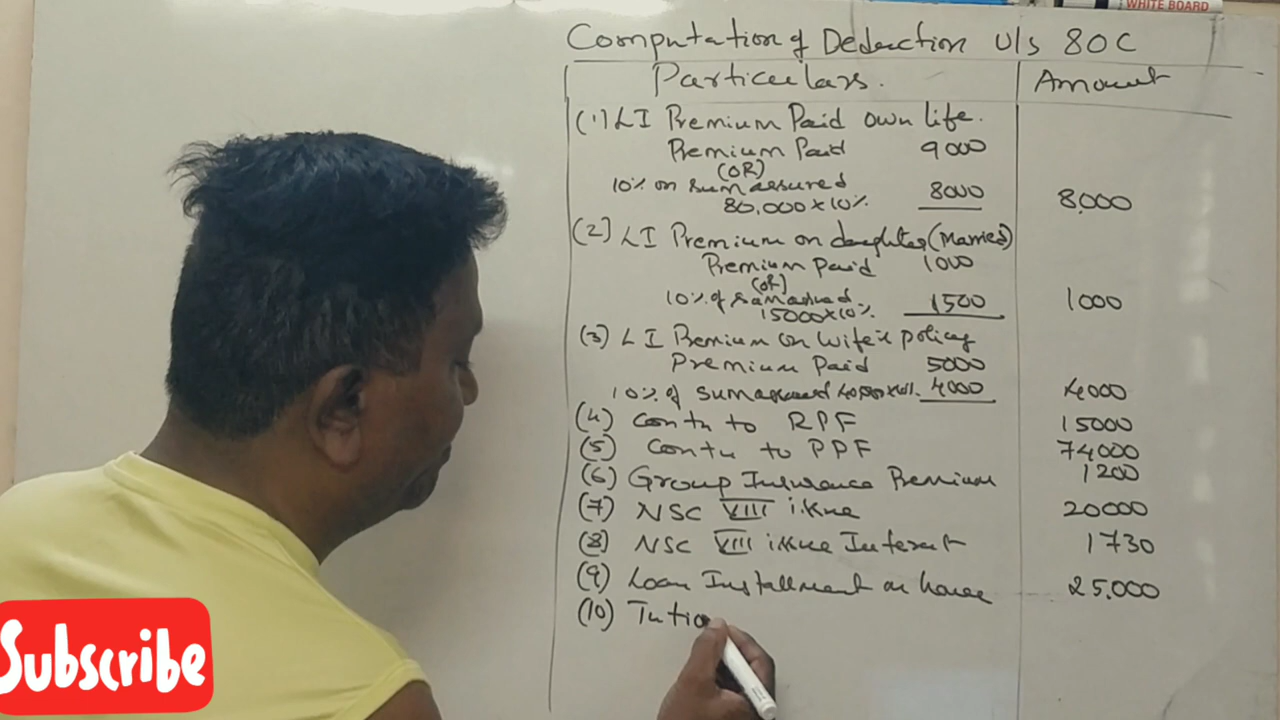 WHITE BOARD
Computation of Deduction U/s 80C
Particulars. Amount
(1) LI Premium Paid own life.
Premium Paid 9000
(OR)
10% on sum assured
80,000 x 10% 8000 8,000
(2) LI Premium on daughter (Married)
Premium Paid 1000
(OR)
10% of sum assured
15000 x 10% 1500 1000
(3) LI Premium on wife's policy
Premium Paid 5000
10% of sum assured 40000 x 10% 4000 4000
(4) Contn to RPF 15000
(5) Contn to PPF 74000
(6) Group Insurance Premium 1200
(7) NSC VIII issue 20000
(8) NSC VIII issue Interest 1730
(9) Loan Installment on house 25,000
(10) Tutio
Subscribe